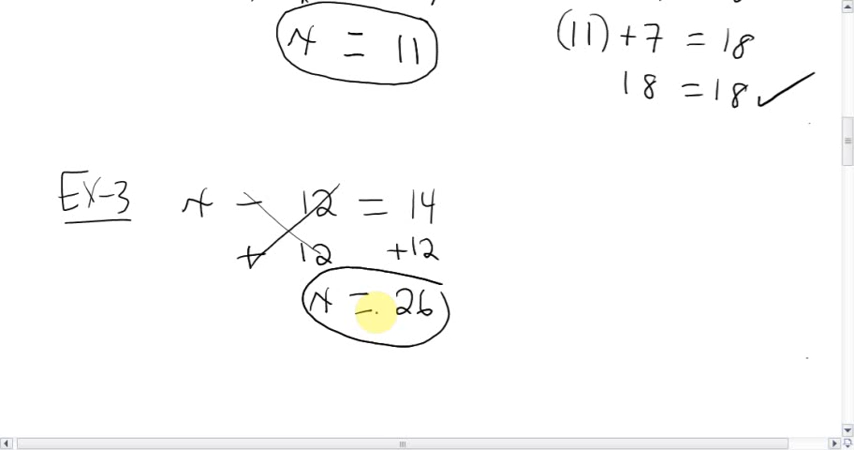 x = 11
(11) + 7 = 18
18 = 18 ✓
EX-3 x - 12 = 14
+ 12 +12
x = 26